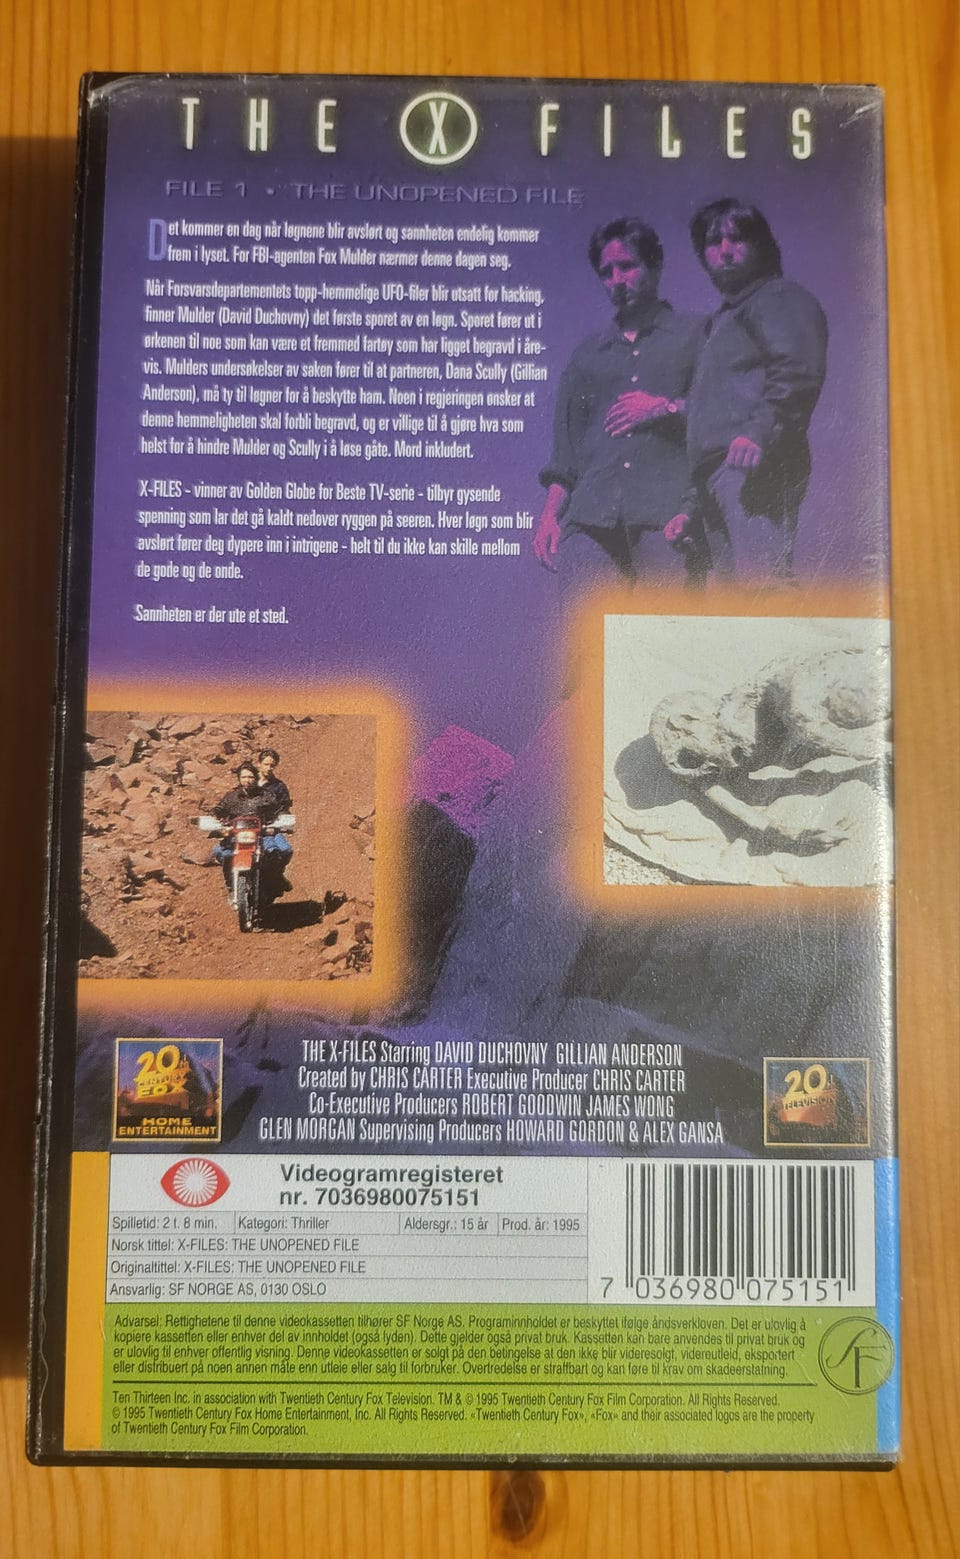 THE X FILES
FILE 1 • THE UNOPENED FILE
Det kommer en dag når løgnene blir avslørt og sannheten endelig kommer
frem i lyset. For FBI-agenten Fox Mulder nærmer denne dagen seg.
Når Forsvarsdepartementets topp-hemmelige UFO-filer blir utsatt for hacking,
finner Mulder (David Duchovny) det første sporet av en løgn. Sporet fører ut i
ørkenen til noe som kan være et fremmed fartøy som har ligget begravd i åre-
vis. Mulders undersøkelser av saken fører til at partneren, Dana Scully (Gillian
Anderson), må ty til løgner for å beskytte ham. Noen i regjeringen ønsker at
denne hemmeligheten skal forbli begravd, og er villige til å gjøre hva som
helst for å hindre Mulder og Scully i å løse gåte. Mord inkludert.
X-FILES - vinner av Golden Globe for Beste TV-serie - tilbyr gysende
spenning som lar det gå kaldt nedover ryggen på seeren. Hver løgn som blir
avslørt fører deg dypere inn i intrigene - helt til du ikke kan skille mellom
de gode og de onde.
Sannheten er der ute et sted.
20th
CENTURY
FOX
HOME
ENTERTAINMENT
THE X-FILES Starring DAVID DUCHOVNY GILLIAN ANDERSON
Created by CHRIS CARTER Executive Producer CHRIS CARTER
Co-Executive Producers ROBERT GOODWIN JAMES WONG
GLEN MORGAN Supervising Producers HOWARD GORDON & ALEX GANSA
20th
TELEVISION
Videogramregisteret
nr. 7036980075151
Spilletid: 2 t. 8 min. Kategori: Thriller Aldersgr.: 15 år Prod. år: 1995
Norsk tittel: X-FILES: THE UNOPENED FILE
Originaltittel: X-FILES: THE UNOPENED FILE
Ansvarlig: SF NORGE AS, 0130 OSLO
7 036980 075151
Advarsel: Rettighetene til denne videokassetten tilhører SF Norge AS. Programinnholdet er beskyttet ifølge åndsverkloven. Det er ulovlig å
kopiere kassetten eller enhver del av innholdet (også lyden). Dette gjelder også privat bruk. Kassetten kan bare anvendes til privat bruk og
er ulovlig til enhver offentlig visning. Denne videokassetten er solgt på den betingelse at den ikke blir videresolgt, videreutleid, eksportert
eller distribuert på noen annen måte enn utleie eller salg til forbruker. Overtredelse er straffbart og kan føre til krav om skadeerstatning.
SF
Ten Thirteen Inc. in association with Twentieth Century Fox Television. TM & © 1995 Twentieth Century Fox Film Corporation. All Rights Reserved.
© 1995 Twentieth Century Fox Home Entertainment, Inc. All Rights Reserved. «Twentieth Century Fox», «Fox» and their associated logos are the property
of Twentieth Century Fox Film Corporation.